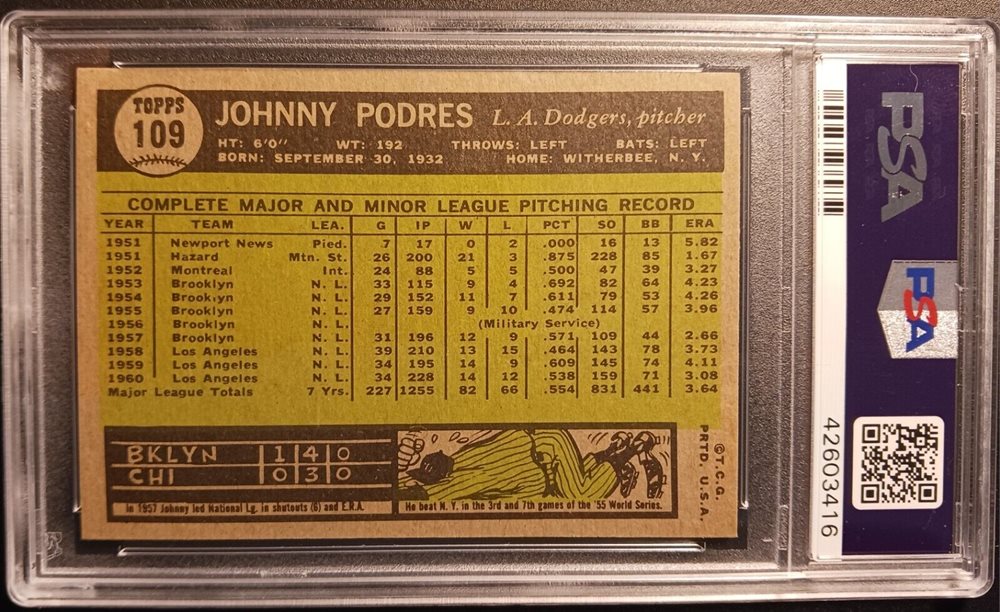 TOPPS
109
JOHNNY PODRES L. A. Dodgers, pitcher
HT: 6'0" WT: 192 THROWS: LEFT BATS: LEFT
BORN: SEPTEMBER 30, 1932 HOME: WITHERBEE, N. Y.
COMPLETE MAJOR AND MINOR LEAGUE PITCHING RECORD
YEAR TEAM LEA. G IP W L PCT SO BB ERA
1951 Newport News Pied. 7 17 0 2 .000 16 13 5.82
1951 Hazard Mtn. St. 26 200 21 3 .875 228 85 1.67
1952 Montreal Int. 24 88 5 5 .500 47 39 3.27
1953 Brooklyn N. L. 33 115 9 4 .692 82 64 4.23
1954 Brooklyn N. L. 29 152 11 7 .611 79 53 4.26
1955 Brooklyn N. L. 27 159 9 10 .474 114 57 3.96
1956 Brooklyn N. L. (Military Service)
1957 Brooklyn N. L. 31 196 12 9 .571 109 44 2.66
1958 Los Angeles N. L. 39 210 13 15 .464 143 78 3.73
1959 Los Angeles N. L. 34 195 14 9 .609 145 74 4.11
1960 Los Angeles N. L. 34 228 14 12 .538 159 71 3.08
Major League Totals 7 Yrs. 227 1255 82 66 .554 831 441 3.64
BKLYN 1 4 0
CHI 0 3 0
In 1957 Johnny led National Lg. in shutouts (6) and E.R.A.
He beat N. Y. in the 3rd and 7th games of the '55 World Series.
©T.C.G.
PRTD. U.S.A.
PSA
PSA
42603416